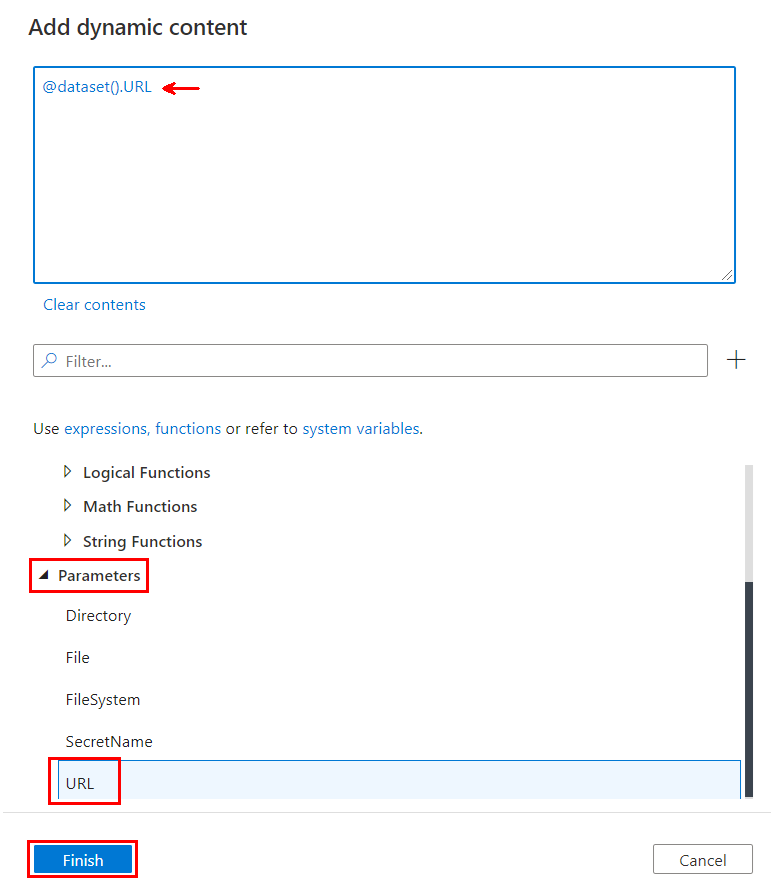 Add dynamic content
@dataset().URL
Clear contents
Filter...
Use expressions, functions or refer to system variables.
Logical Functions
Math Functions
String Functions
Parameters
Directory
File
FileSystem
SecretName
URL
Finish
Cancel